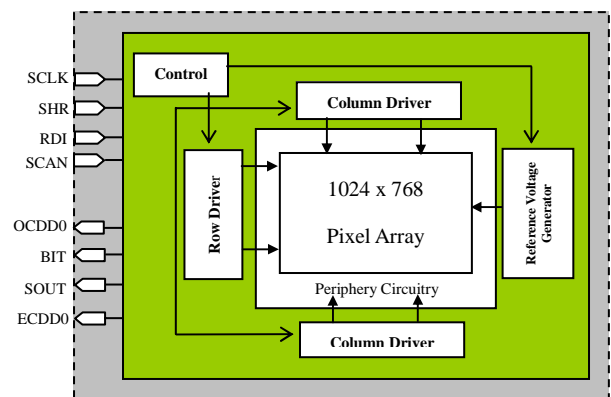 SCLK
SHR
RDI
SCAN
OCDD0
BIT
SOUT
ECDD0
Control
Column Driver
Row Driver
1024 x 768
Pixel Array
Periphery Circuitry
Reference Voltage
Generator
Column Driver